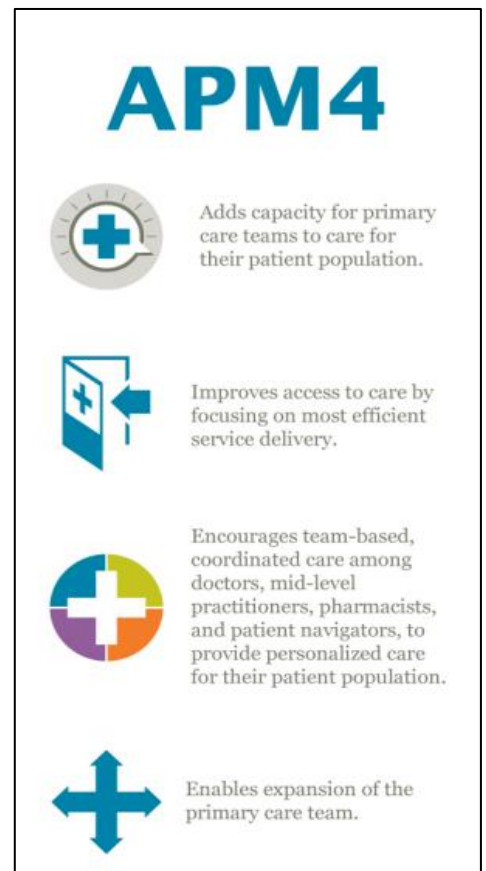 APM4
Adds capacity for primary
care teams to care for
their patient population.
Improves access to care by
focusing on most efficient
service delivery.
Encourages team-based,
coordinated care among
doctors, mid-level
practitioners, pharmacists,
and patient navigators, to
provide personalized care
for their patient population.
Enables expansion of the
primary care team.